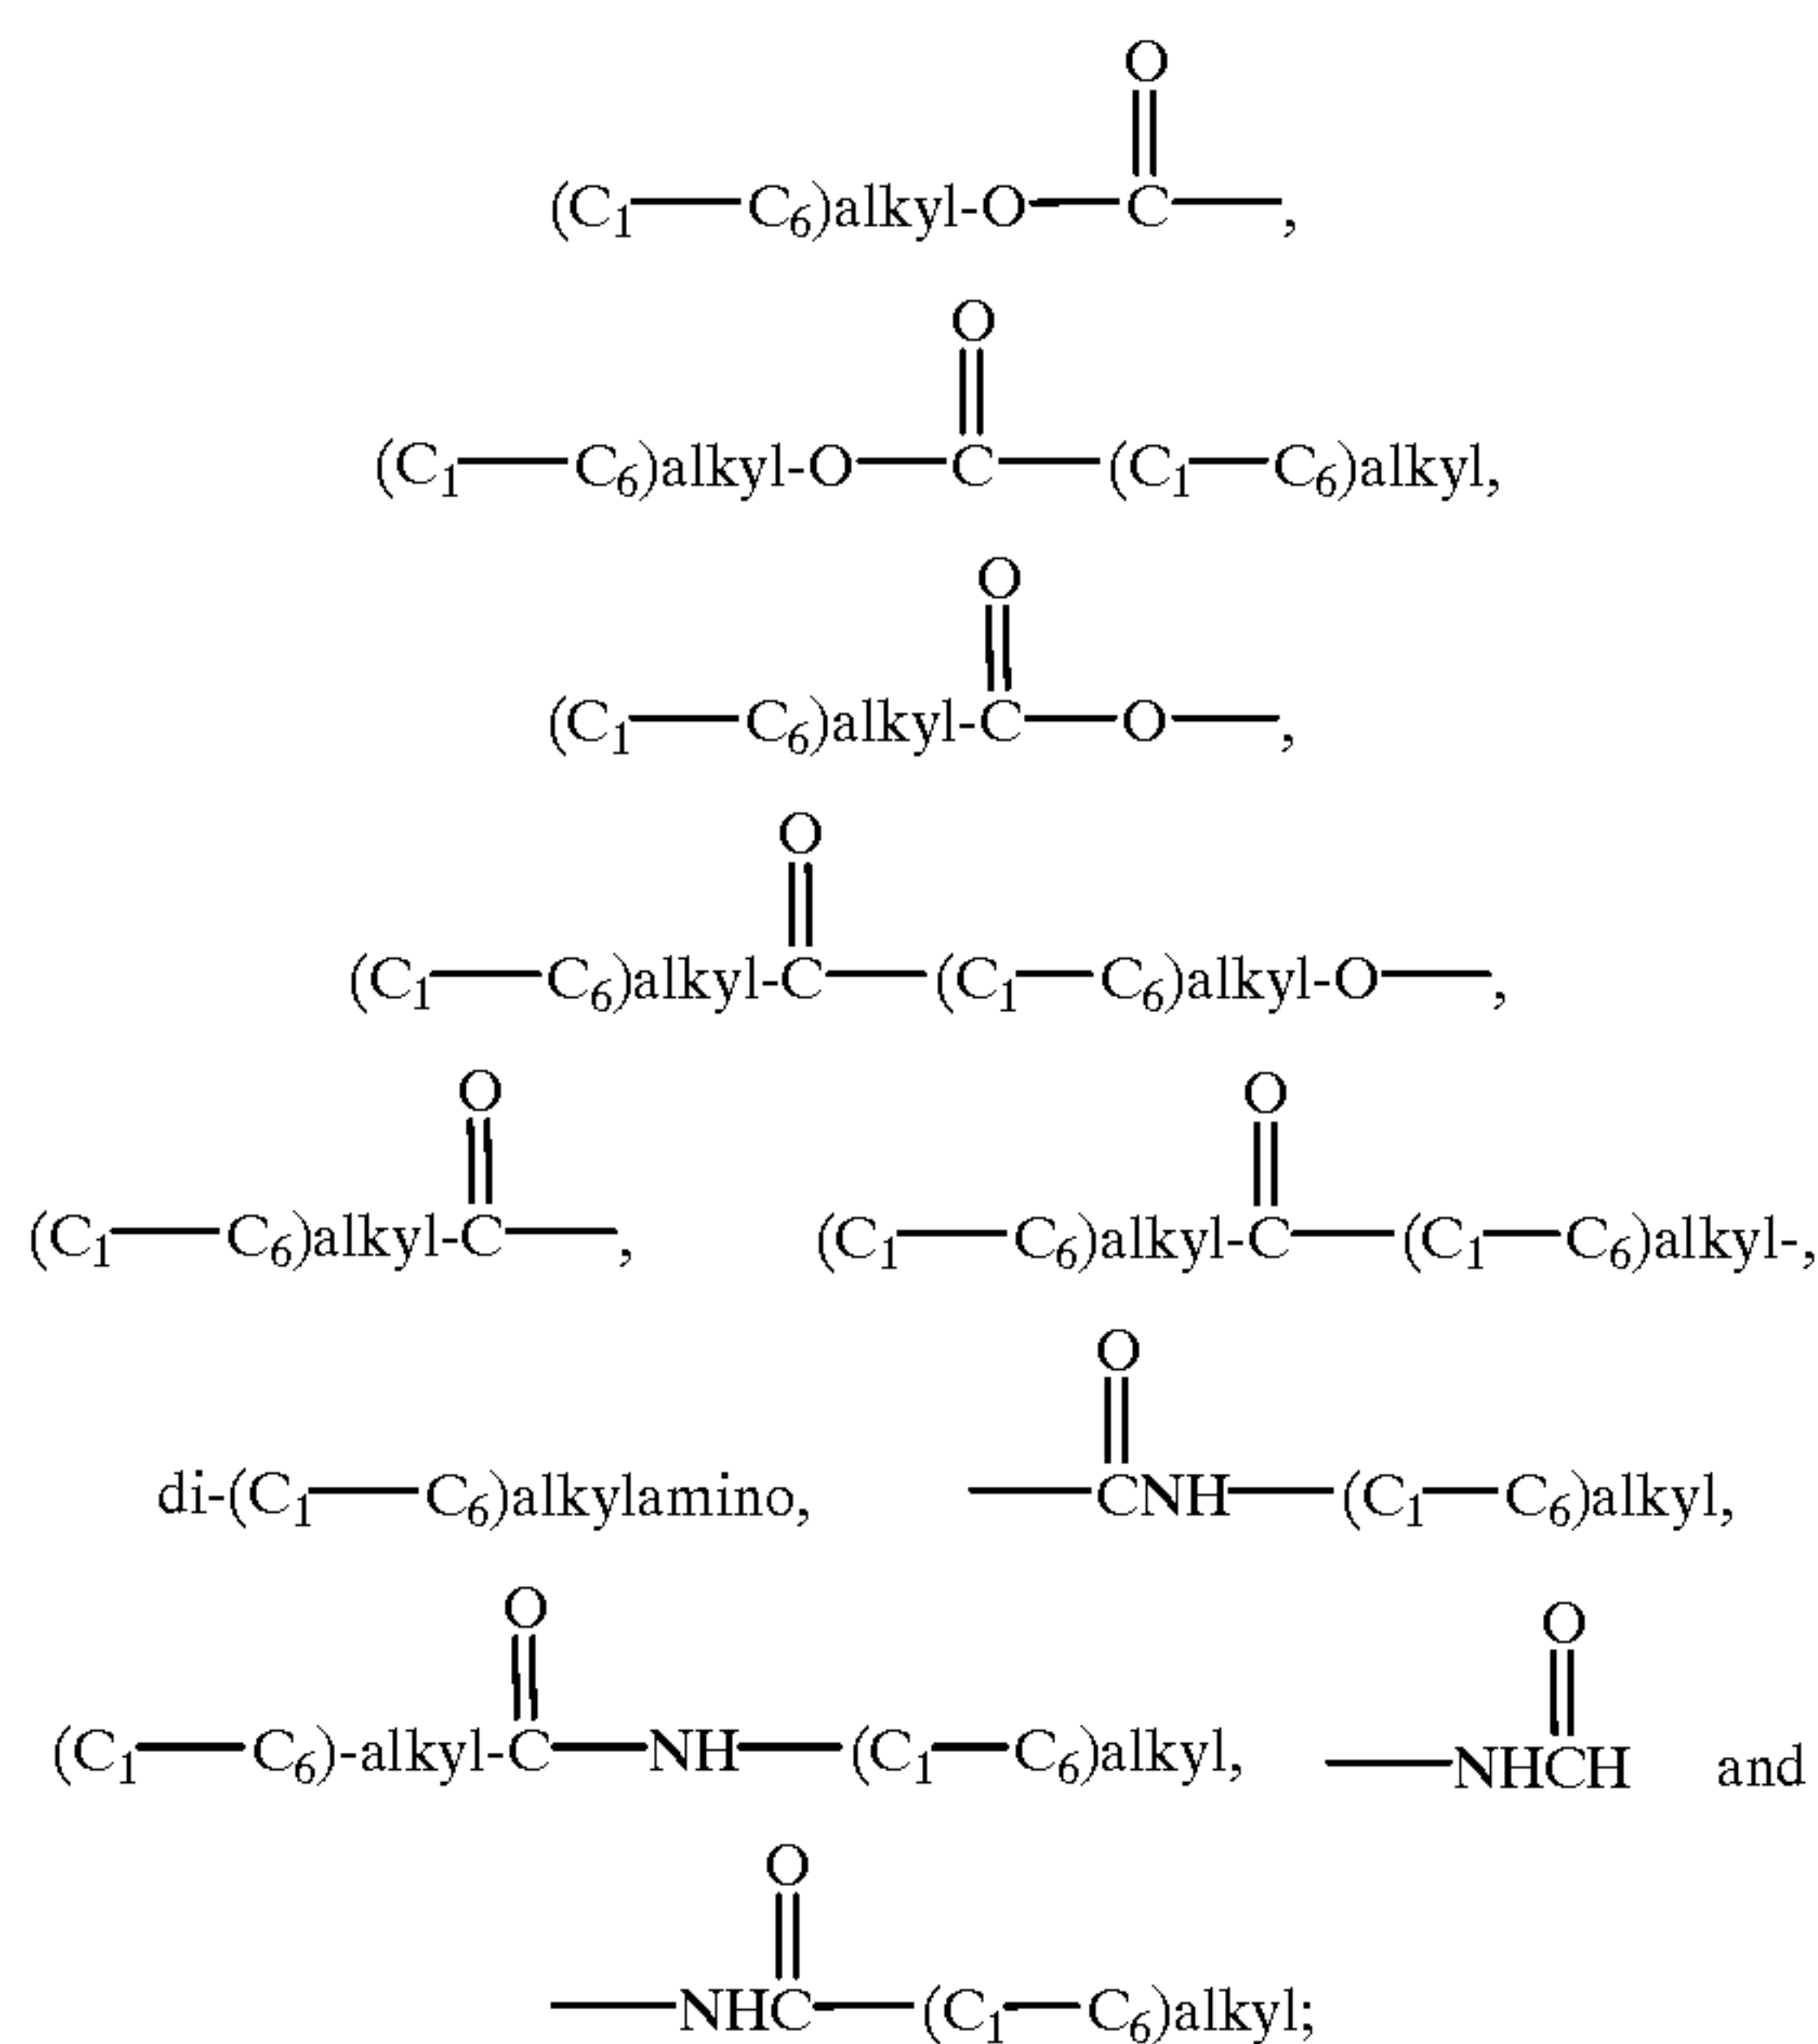 O
(C₁—C₆)alkyl-O—C—,
O
(C₁—C₆)alkyl-O—C—(C₁—C₆)alkyl,
O
(C₁—C₆)alkyl-C—O—,
O
(C₁—C₆)alkyl-C—(C₁—C₆)alkyl-O—,
O O
(C₁—C₆)alkyl-C—, (C₁—C₆)alkyl-C—(C₁—C₆)alkyl-,
O
di-(C₁—C₆)alkylamino, —CNH—(C₁—C₆)alkyl,
O O
(C₁—C₆)-alkyl-C—NH—(C₁—C₆)alkyl, —NHCH and
O
—NHC—(C₁—C₆)alkyl;